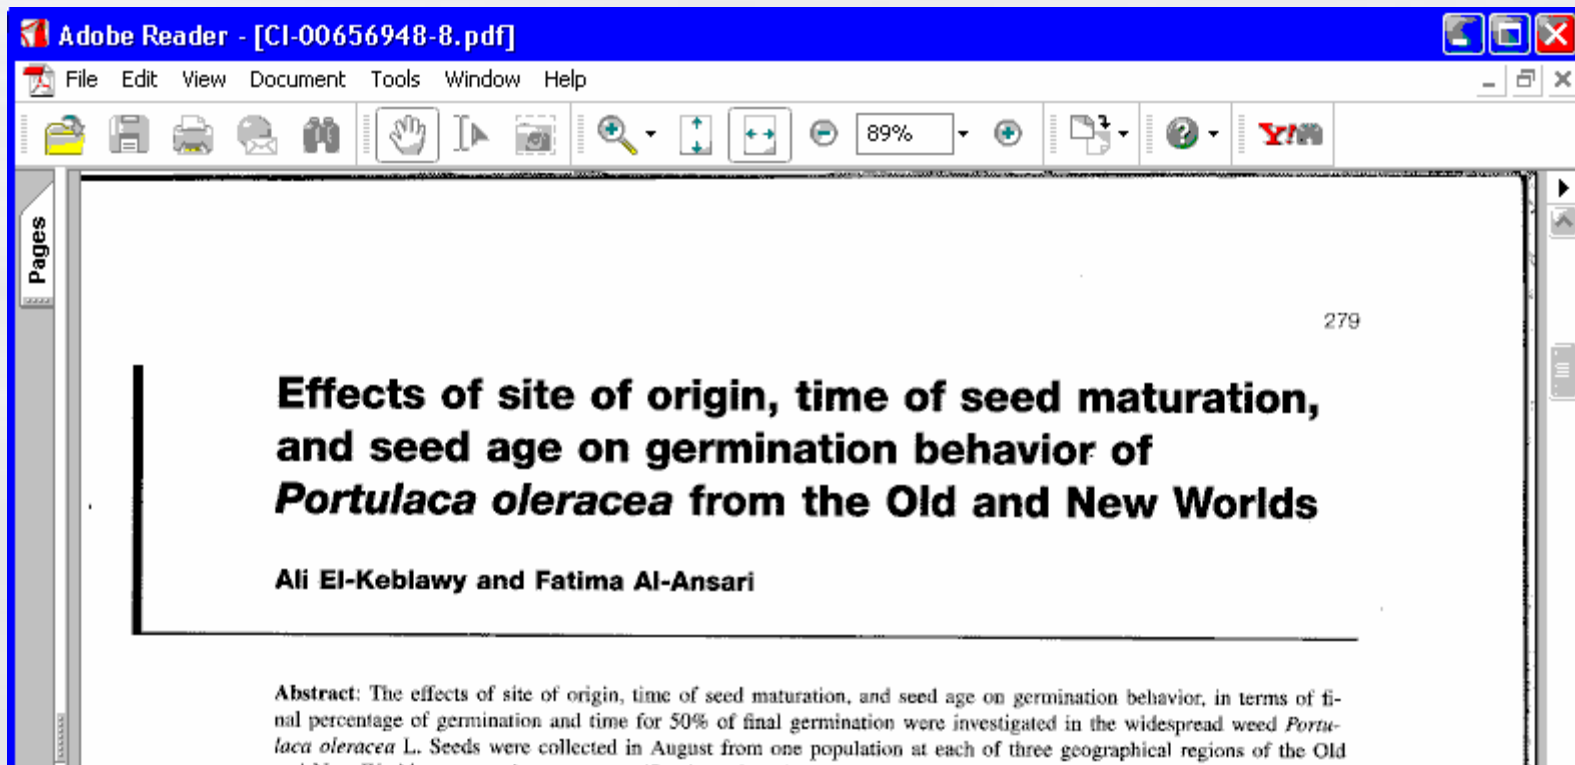 Adobe Reader - [CI-00656948-8.pdf]
File Edit View Document Tools Window Help
89%
Y!
Pages
279
Effects of site of origin, time of seed maturation,
and seed age on germination behavior of
Portulaca oleracea from the Old and New Worlds
Ali El-Keblawy and Fatima Al-Ansari
Abstract: The effects of site of origin, time of seed maturation, and seed age on germination behavior, in terms of fi-
nal percentage of germination and time for 50% of final germination were investigated in the widespread weed Portu-
laca oleracea L. Seeds were collected in August from one population at each of three geographical regions of the Old